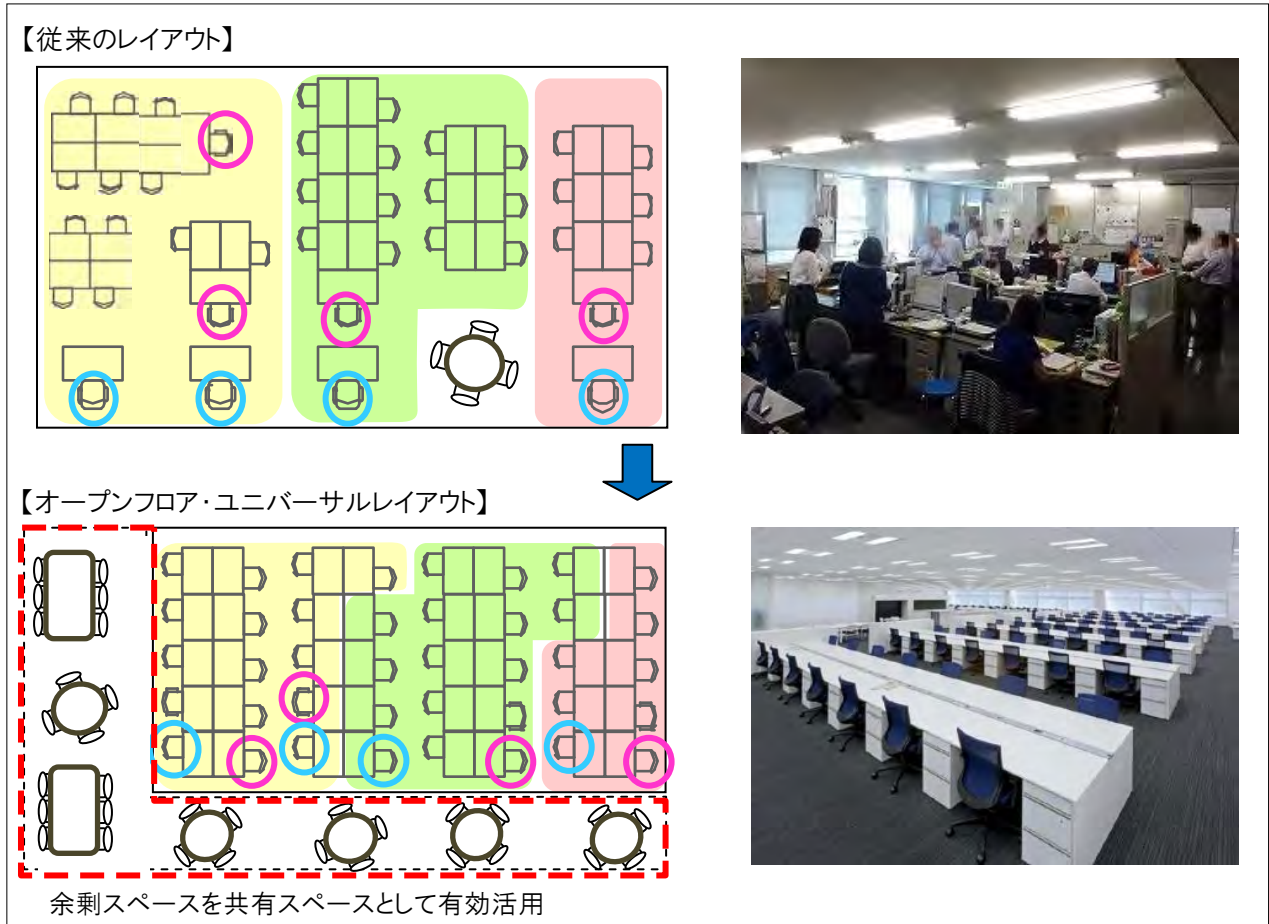 【従来のレイアウト】
【オープンフロア・ユニバーサルレイアウト】
余剰スペースを共有スペースとして有効活用